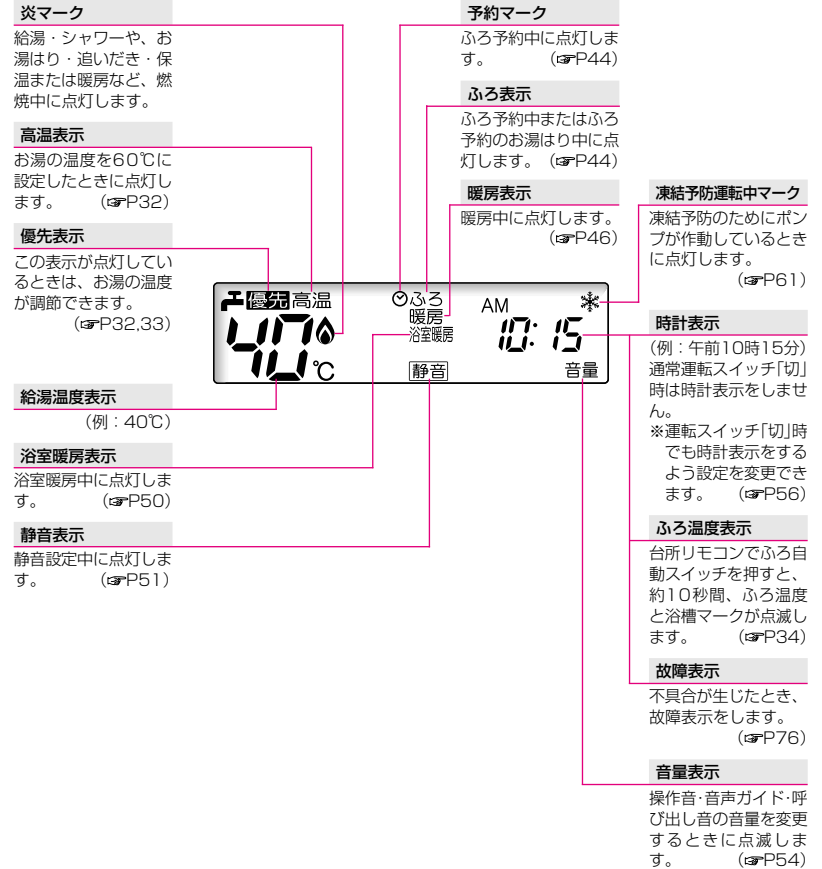 炎マーク
給湯・シャワーや、お
湯はり・追いだき・保
温または暖房など、燃
焼中に点灯します。
高温表示
お湯の温度を60℃に
設定したときに点灯し
ます。　（☞P32）
優先表示
この表示が点灯してい
るときは、お湯の温度
が調節できます。
（☞P32,33）
給湯温度表示
（例：40℃）
浴室暖房表示
浴室暖房中に点灯しま
す。　（☞P50）
静音表示
静音設定中に点灯しま
す。　（☞P51）
予約マーク
ふろ予約中に点灯しま
す。　（☞P44）
ふろ表示
ふろ予約中またはふろ
予約のお湯はり中に点
灯します。（☞P44）
暖房表示
暖房中に点灯します。
（☞P46）
優先 高温
40 ℃
ふろ
暖房
浴室暖房
静音
AM
10:15
音量
凍結予防運転中マーク
凍結予防のためにポン
プが作動しているとき
に点灯します。
（☞P61）
時計表示
（例：午前10時15分）
通常運転スイッチ「切」
時は時計表示をしませ
ん。
※運転スイッチ「切」時
でも時計表示をする
よう設定を変更でき
ます。　（☞P56）
ふろ温度表示
台所リモコンでふろ自
動スイッチを押すと、
約10秒間、ふろ温度
と浴槽マークが点滅し
ます。　（☞P34）
故障表示
不具合が生じたとき、
故障表示をします。
（☞P76）
音量表示
操作音・音声ガイド・呼
び出し音の音量を変更
するときに点滅しま
す。　（☞P54）